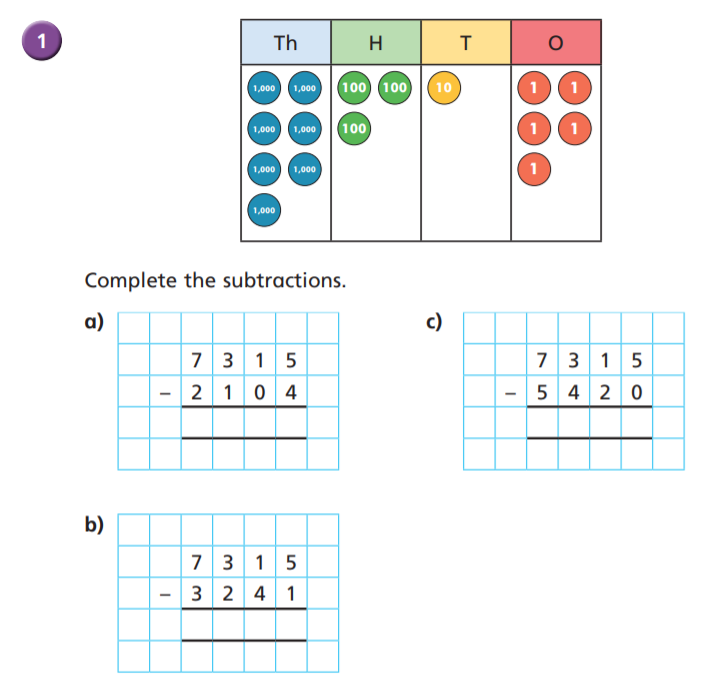 1
Th H T O
1,000 1,000 100 100 10 1 1
1,000 1,000 100 1 1
1,000 1,000 1
1,000
Complete the subtractions.
a)
7 3 1 5
– 2 1 0 4
b)
7 3 1 5
– 3 2 4 1
c)
7 3 1 5
– 5 4 2 0